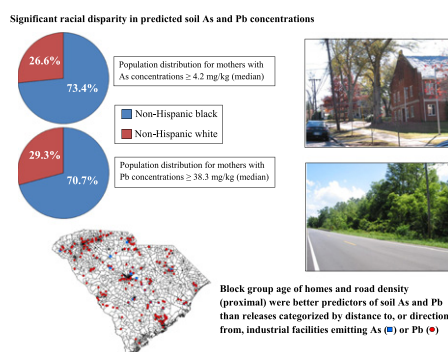 Significant racial disparity in predicted soil As and Pb concentrations
26.6%
73.4%
Population distribution for mothers with
As concentrations ≥ 4.2 mg/kg (median)
Non-Hispanic black
Non-Hispanic white
29.3%
70.7%
Population distribution for mothers with
Pb concentrations ≥ 38.3 mg/kg (median)
Block group age of homes and road density
(proximal) were better predictors of soil As and Pb
than releases categorized by distance to, or direction
from, industrial facilities emitting As (■) or Pb (●)